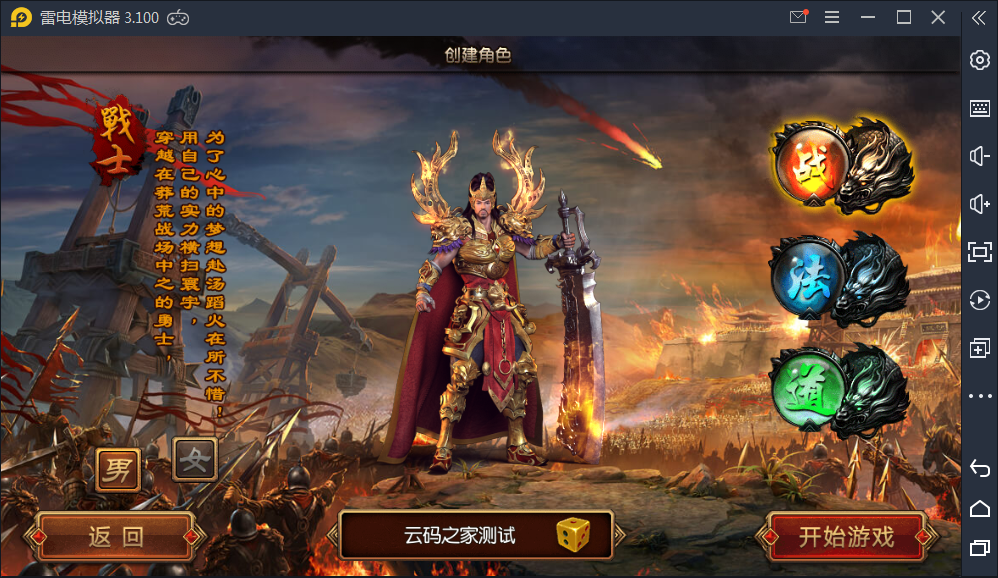 雷电模拟器 3.100
创建角色
戰士
为了心中的梦想赴汤蹈火在所不惜！
用自己的实力横扫寰宇，
穿越在莽荒战场中之的勇士
战
法
道
男
女
返回
云码之家测试
开始游戏